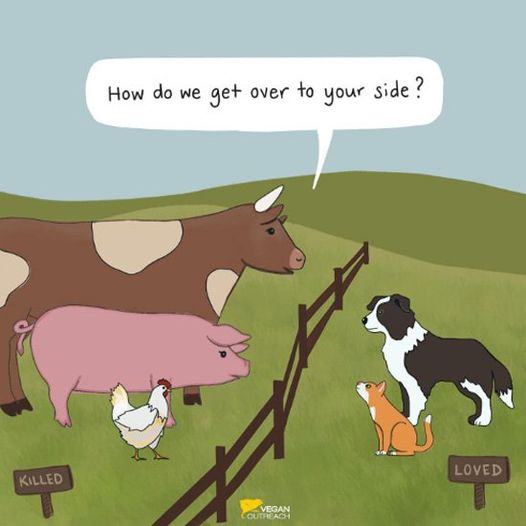 How do we get over to your side?
KILLED
LOVED
VEGAN
OUTREACH